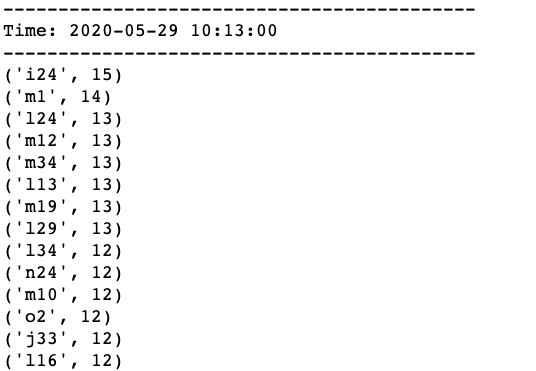 -------------------------------------------
Time: 2020-05-29 10:13:00
-------------------------------------------
('i24', 15)
('m1', 14)
('l24', 13)
('m12', 13)
('m34', 13)
('l13', 13)
('m19', 13)
('l29', 13)
('l34', 12)
('n24', 12)
('m10', 12)
('o2', 12)
('j33', 12)
('l16', 12)